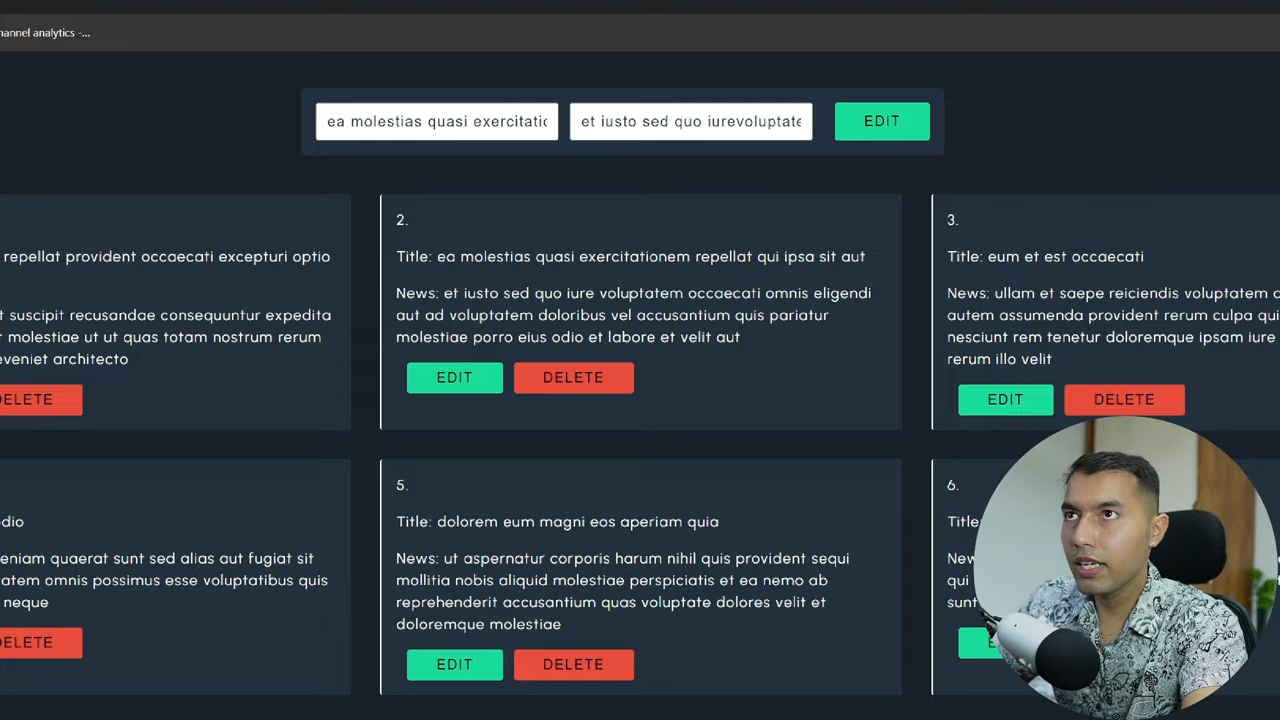 hannel analytics -...
ea molestias quasi exercitatio
et iusto sed quo iurevoluptate
EDIT
repellat provident occaecati excepturi optio
t suscipit recusandae consequuntur expedita
t molestiae ut ut quas totam nostrum rerum
eveniet architecto
DELETE
2.
Title: ea molestias quasi exercitationem repellat qui ipsa sit aut
News: et iusto sed quo iure voluptatem occaecati omnis eligendi
aut ad voluptatem doloribus vel accusantium quis pariatur
molestiae porro eius odio et labore et velit aut
EDIT
DELETE
3.
Title: eum et est occaecati
News: ullam et saepe reiciendis voluptatem
autem assumenda provident rerum culpa qui
nesciunt rem tenetur doloremque ipsam iure
rerum illo velit
EDIT
DELETE
odio
eniam quaerat sunt sed alias aut fugiat sit
tatem omnis possimus esse voluptatibus quis
neque
DELETE
5.
Title: dolorem eum magni eos aperiam quia
News: ut aspernatur corporis harum nihil quis provident sequi
mollitia nobis aliquid molestiae perspiciatis et ea nemo ab
reprehenderit accusantium quas voluptate dolores velit et
doloremque molestiae
EDIT
DELETE
6.
Title
New
qui
sunt